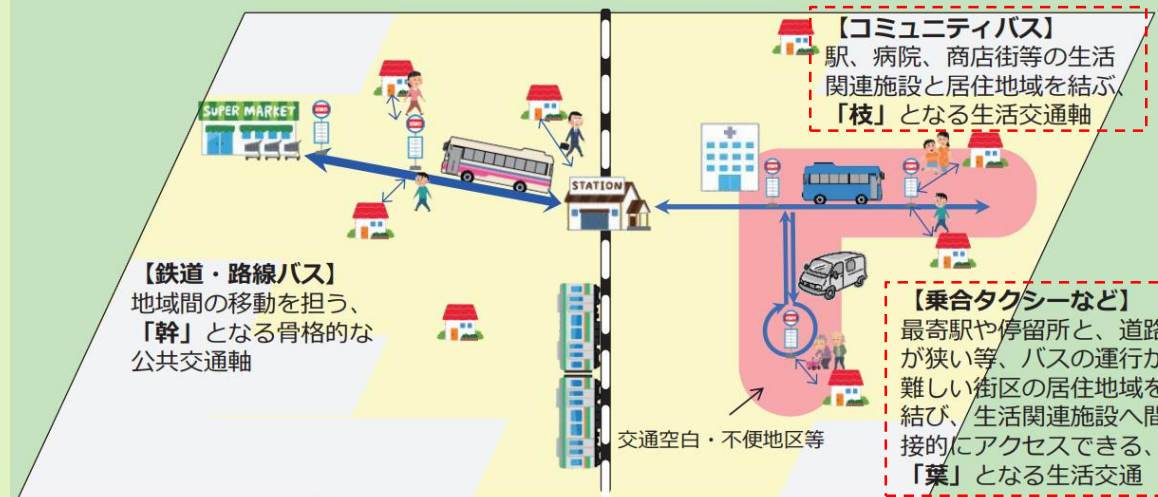 【コミュニティバス】
駅、病院、商店街等の生活
関連施設と居住地域を結ぶ、
「枝」となる生活交通軸
SUPER MARKET
STATION
【鉄道・路線バス】
地域間の移動を担う、
「幹」となる骨格的な
公共交通軸
【乗合タクシーなど】
最寄駅や停留所と、道路
が狭い等、バスの運行が
難しい街区の居住地域を
結び、生活関連施設へ間
接的にアクセスできる、
「葉」となる生活交通
交通空白・不便地区等